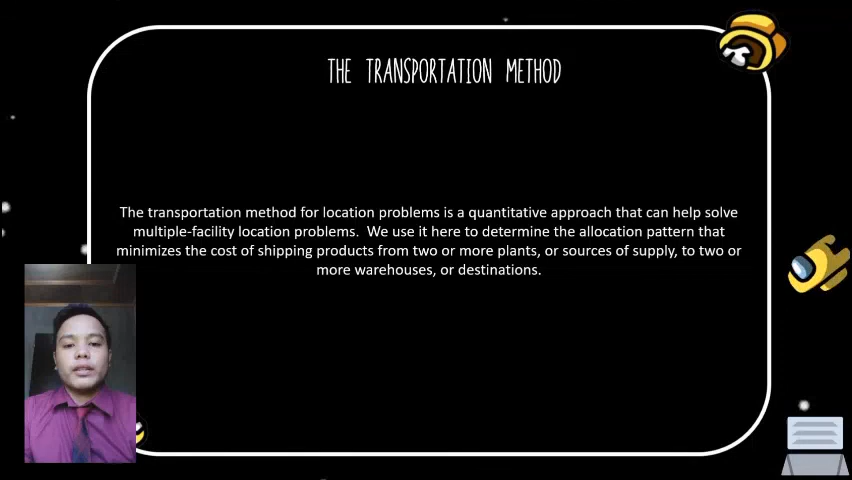 THE TRANSPORTATION METHOD
The transportation method for location problems is a quantitative approach that can help solve
multiple-facility location problems. We use it here to determine the allocation pattern that
minimizes the cost of shipping products from two or more plants, or sources of supply, to two or
more warehouses, or destinations.